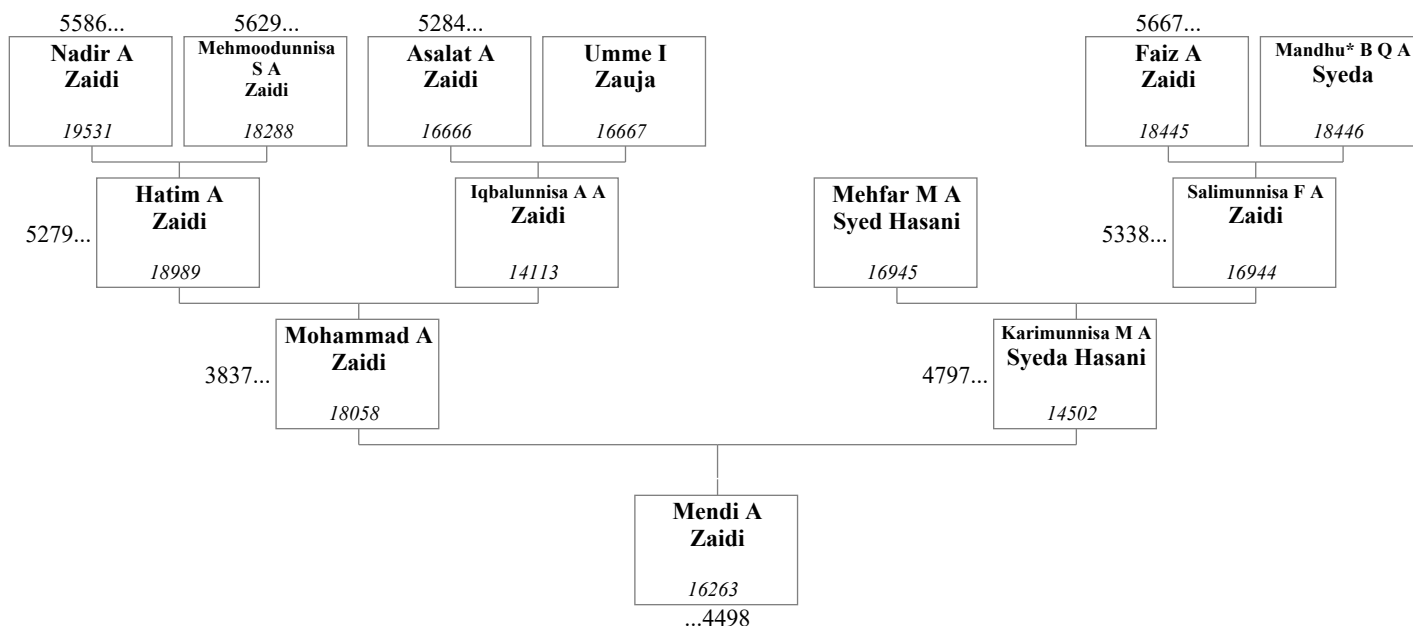 5586... 5629... 5284... 5667...
Nadir A
Zaidi
19531
Mehmoodunnisa
S A
Zaidi
18288
Asalat A
Zaidi
16666
Umme I
Zauja
16667
Faiz A
Zaidi
18445
Mandhu* B Q A
Syeda
18446
5279...
Hatim A
Zaidi
18989
Iqbalunnisa A A
Zaidi
14113
Mehfar M A
Syed Hasani
16945
5338...
Salimunnisa F A
Zaidi
16944
3837...
Mohammad A
Zaidi
18058
4797...
Karimunnisa M A
Syeda Hasani
14502
Mendi A
Zaidi
16263
...4498